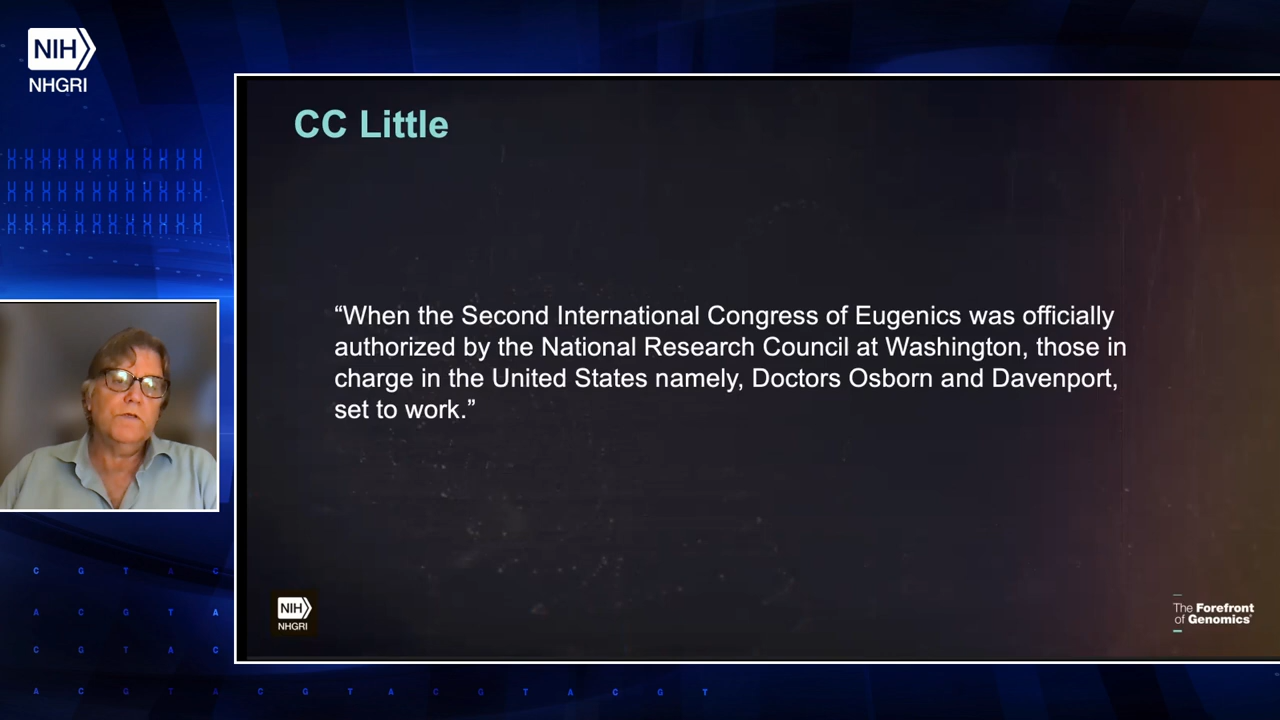 NIH
NHGRI
CC Little
“When the Second International Congress of Eugenics was officially
authorized by the National Research Council at Washington, those in
charge in the United States namely, Doctors Osborn and Davenport,
set to work.”
NIH
NHGRI
The Forefront
of Genomics®
C G T A C
A C G T A
C G T A C
A C G T A C G T A C G T A C G T